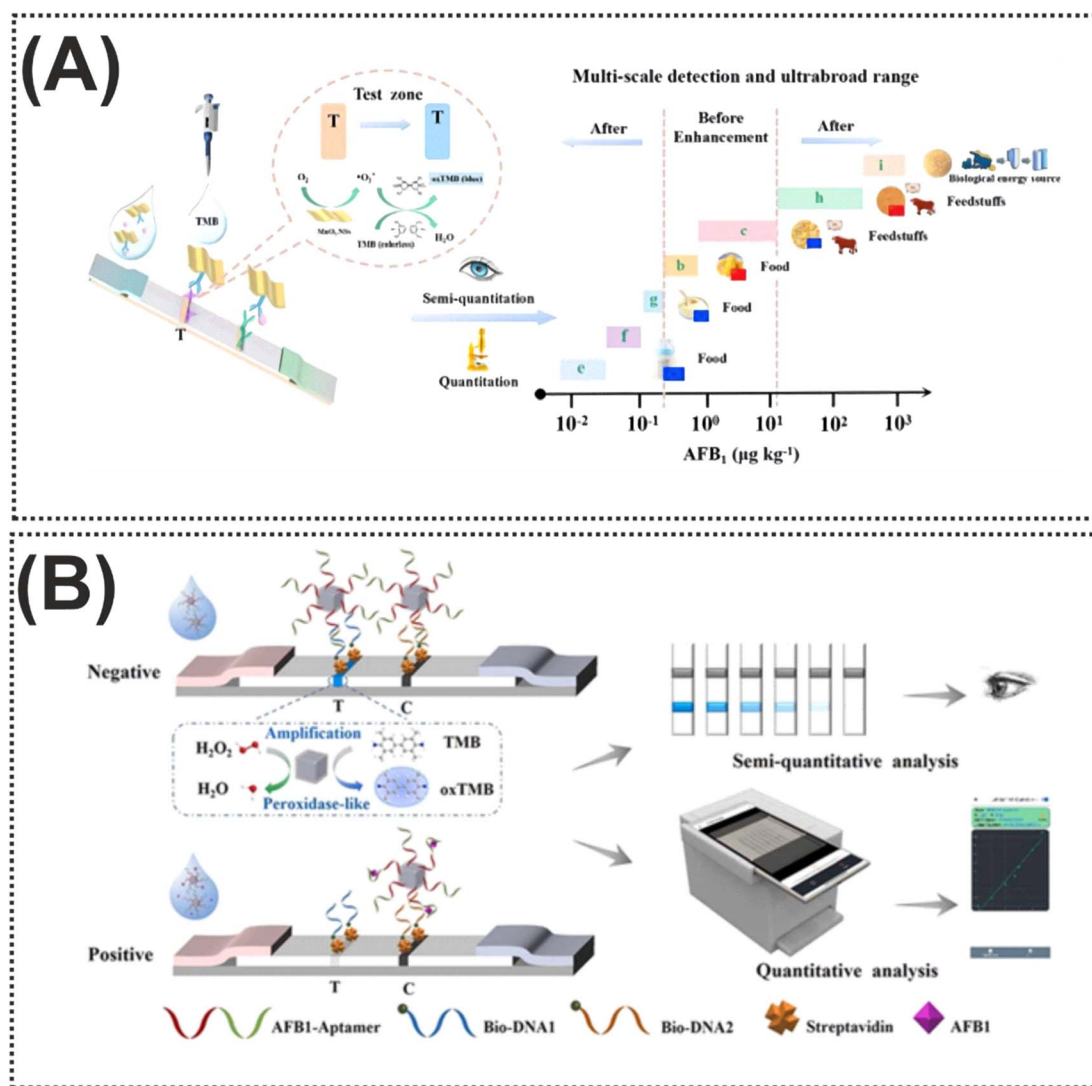 (A)
Multi-scale detection and ultrabroad range
Test zone
T
T
Before
Enhancement
After
After
i
Biological energy source
O₂
oxTMB (blue)
TMB
h
Feedstuffs
TMB (colorless)
H₂O
c
Feedstuffs
b
Food
Semi-quantitation
g
Food
T
f
Food
Quantitation
e
10⁻² 10⁻¹ 10⁰ 10¹ 10² 10³
AFB₁ (μg kg⁻¹)
(B)
Negative
T C
H₂O₂
Amplification
TMB
H₂O
Peroxidase-like
oxTMB
Semi-quantitative analysis
Positive
T C
Quantitative analysis
AFB1-Aptamer Bio-DNA1 Bio-DNA2 Streptavidin AFB1